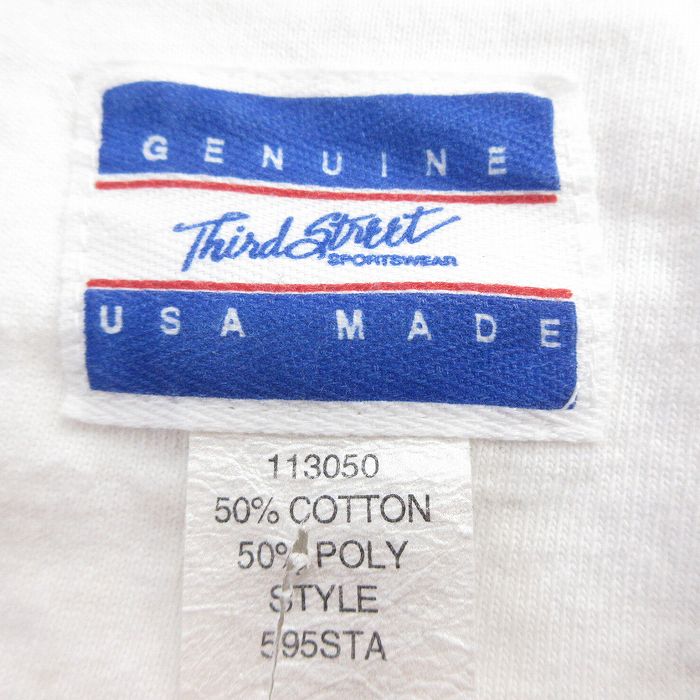 GENUINE
Third Street
SPORTSWEAR
USA MADE
113050
50% COTTON
50% POLY
STYLE
595STA